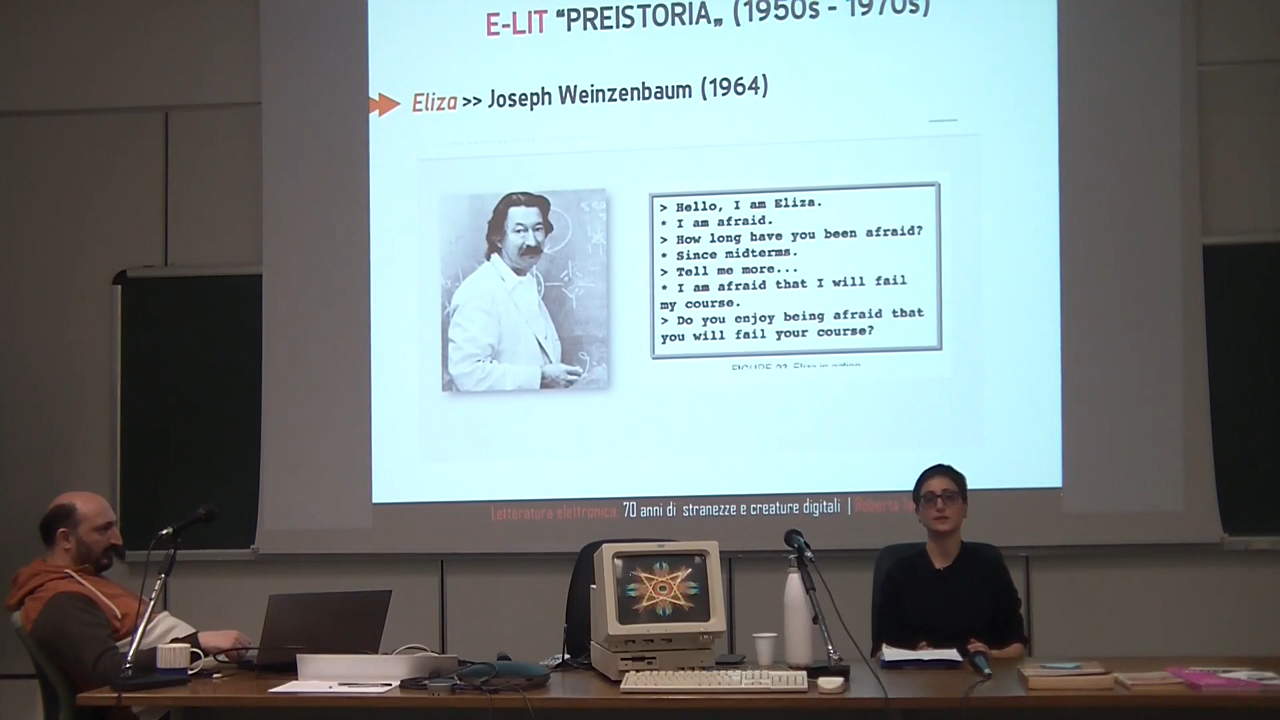 E-LIT “PREISTORIA„ (1950s - 1970s)
Eliza >> Joseph Weinzenbaum (1964)
> Hello, I am Eliza.
* I am afraid.
> How long have you been afraid?
* Since midterms.
> Tell me more...
* I am afraid that I will fail
my course.
> Do you enjoy being afraid that
you will fail your course?
Letteratura elettronica 70 anni di stranezze e creature digitali | Roberta